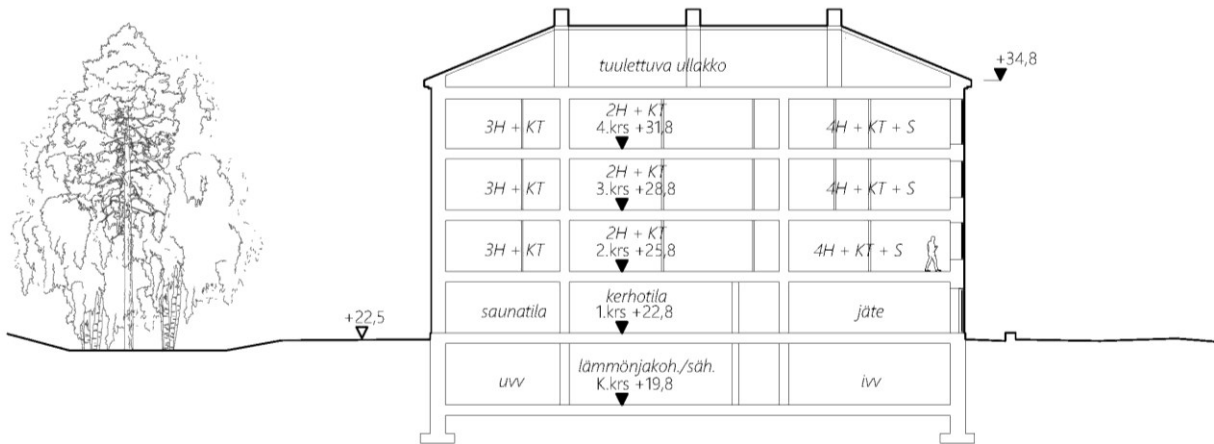 +34,8
tuulettuva ullakko
3H + KT
2H + KT
4.krs +31,8
4H + KT + S
3H + KT
2H + KT
3.krs +28,8
4H + KT + S
3H + KT
2H + KT
2.krs +25,8
4H + KT + S
+22,5
saunatila
kerhotila
1.krs +22,8
jäte
uvv
lämmönjakoh./säh.
K.krs +19,8
ivv